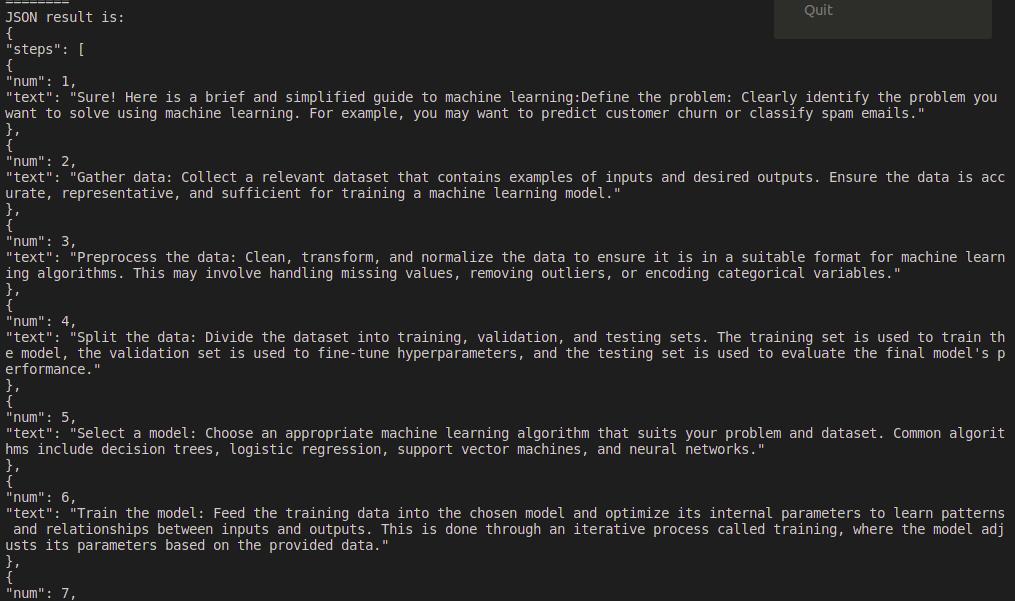 ========
JSON result is:
Quit
{
"steps": [
{
"num": 1,
"text": "Sure! Here is a brief and simplified guide to machine learning:Define the problem: Clearly identify the problem you
want to solve using machine learning. For example, you may want to predict customer churn or classify spam emails."
},
{
"num": 2,
"text": "Gather data: Collect a relevant dataset that contains examples of inputs and desired outputs. Ensure the data is acc
urate, representative, and sufficient for training a machine learning model."
},
{
"num": 3,
"text": "Preprocess the data: Clean, transform, and normalize the data to ensure it is in a suitable format for machine learn
ing algorithms. This may involve handling missing values, removing outliers, or encoding categorical variables."
},
{
"num": 4,
"text": "Split the data: Divide the dataset into training, validation, and testing sets. The training set is used to train th
e model, the validation set is used to fine-tune hyperparameters, and the testing set is used to evaluate the final model's p
erformance."
},
{
"num": 5,
"text": "Select a model: Choose an appropriate machine learning algorithm that suits your problem and dataset. Common algorit
hms include decision trees, logistic regression, support vector machines, and neural networks."
},
{
"num": 6,
"text": "Train the model: Feed the training data into the chosen model and optimize its internal parameters to learn patterns
 and relationships between inputs and outputs. This is done through an iterative process called training, where the model adj
usts its parameters based on the provided data."
},
{
"num": 7,